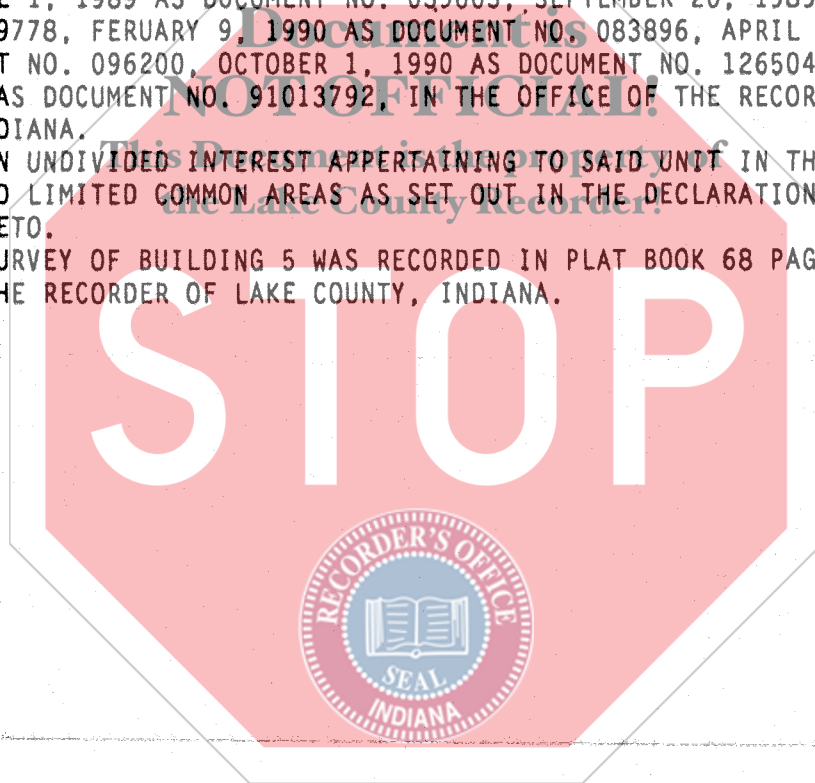 1, 1989 AS DOCUMENT NO. SEPTEMBER 20,
9778, FERUARY 9, 1990 AS DOCUMENT NO. 083896, APRIL
T NO. 096200, OCTOBER 1, 1990 AS DOCUMENT NO. 126504
AS DOCUMENT NO. 91013792, IN THE OFFICE OF THE RECOR
DIANA.
N UNDIVIDED INTEREST APPERTAINING TO SAID UNIT IN TH
D LIMITED COMMON AREAS AS SET OUT IN THE DECLARATION
ETO.
URVEY OF BUILDING 5 WAS RECORDED IN PLAT BOOK 68 PAG
HE RECORDER OF LAKE COUNTY, INDIANA.
Document is
NOT OFFICIAL!
This Document is the property of
the Lake County Recorder!
STOP
RECORDER'S OFFICE
SEAL
INDIANA